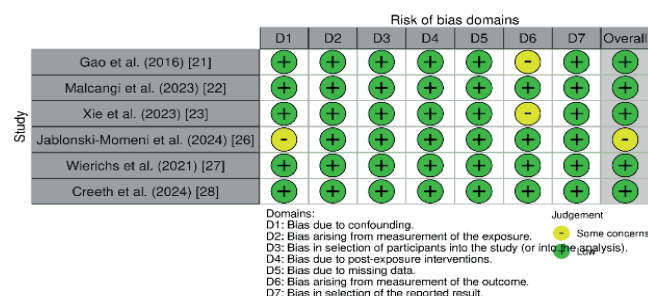 Risk of bias domains
D1 D2 D3 D4 D5 D6 D7 Overall
Study
Gao et al. (2016) [21] + + + + + - + +
Malcangi et al. (2023) [22] + + + + + + + +
Xie et al. (2023) [23] + + + + + - + +
Jablonski-Momeni et al. (2024) [26] - + + + + + + -
Wierichs et al. (2021) [27] + + + + + + + +
Creeth et al. (2024) [28] + + + + + + + +
Domains:
D1: Bias due to confounding.
D2: Bias arising from measurement of the exposure.
D3: Bias in selection of participants into the study (or into the analysis).
D4: Bias due to post-exposure interventions.
D5: Bias due to missing data.
D6: Bias arising from measurement of the outcome.
D7: Bias in selection of the reported result.
Judgement
- Some concerns
+ Low